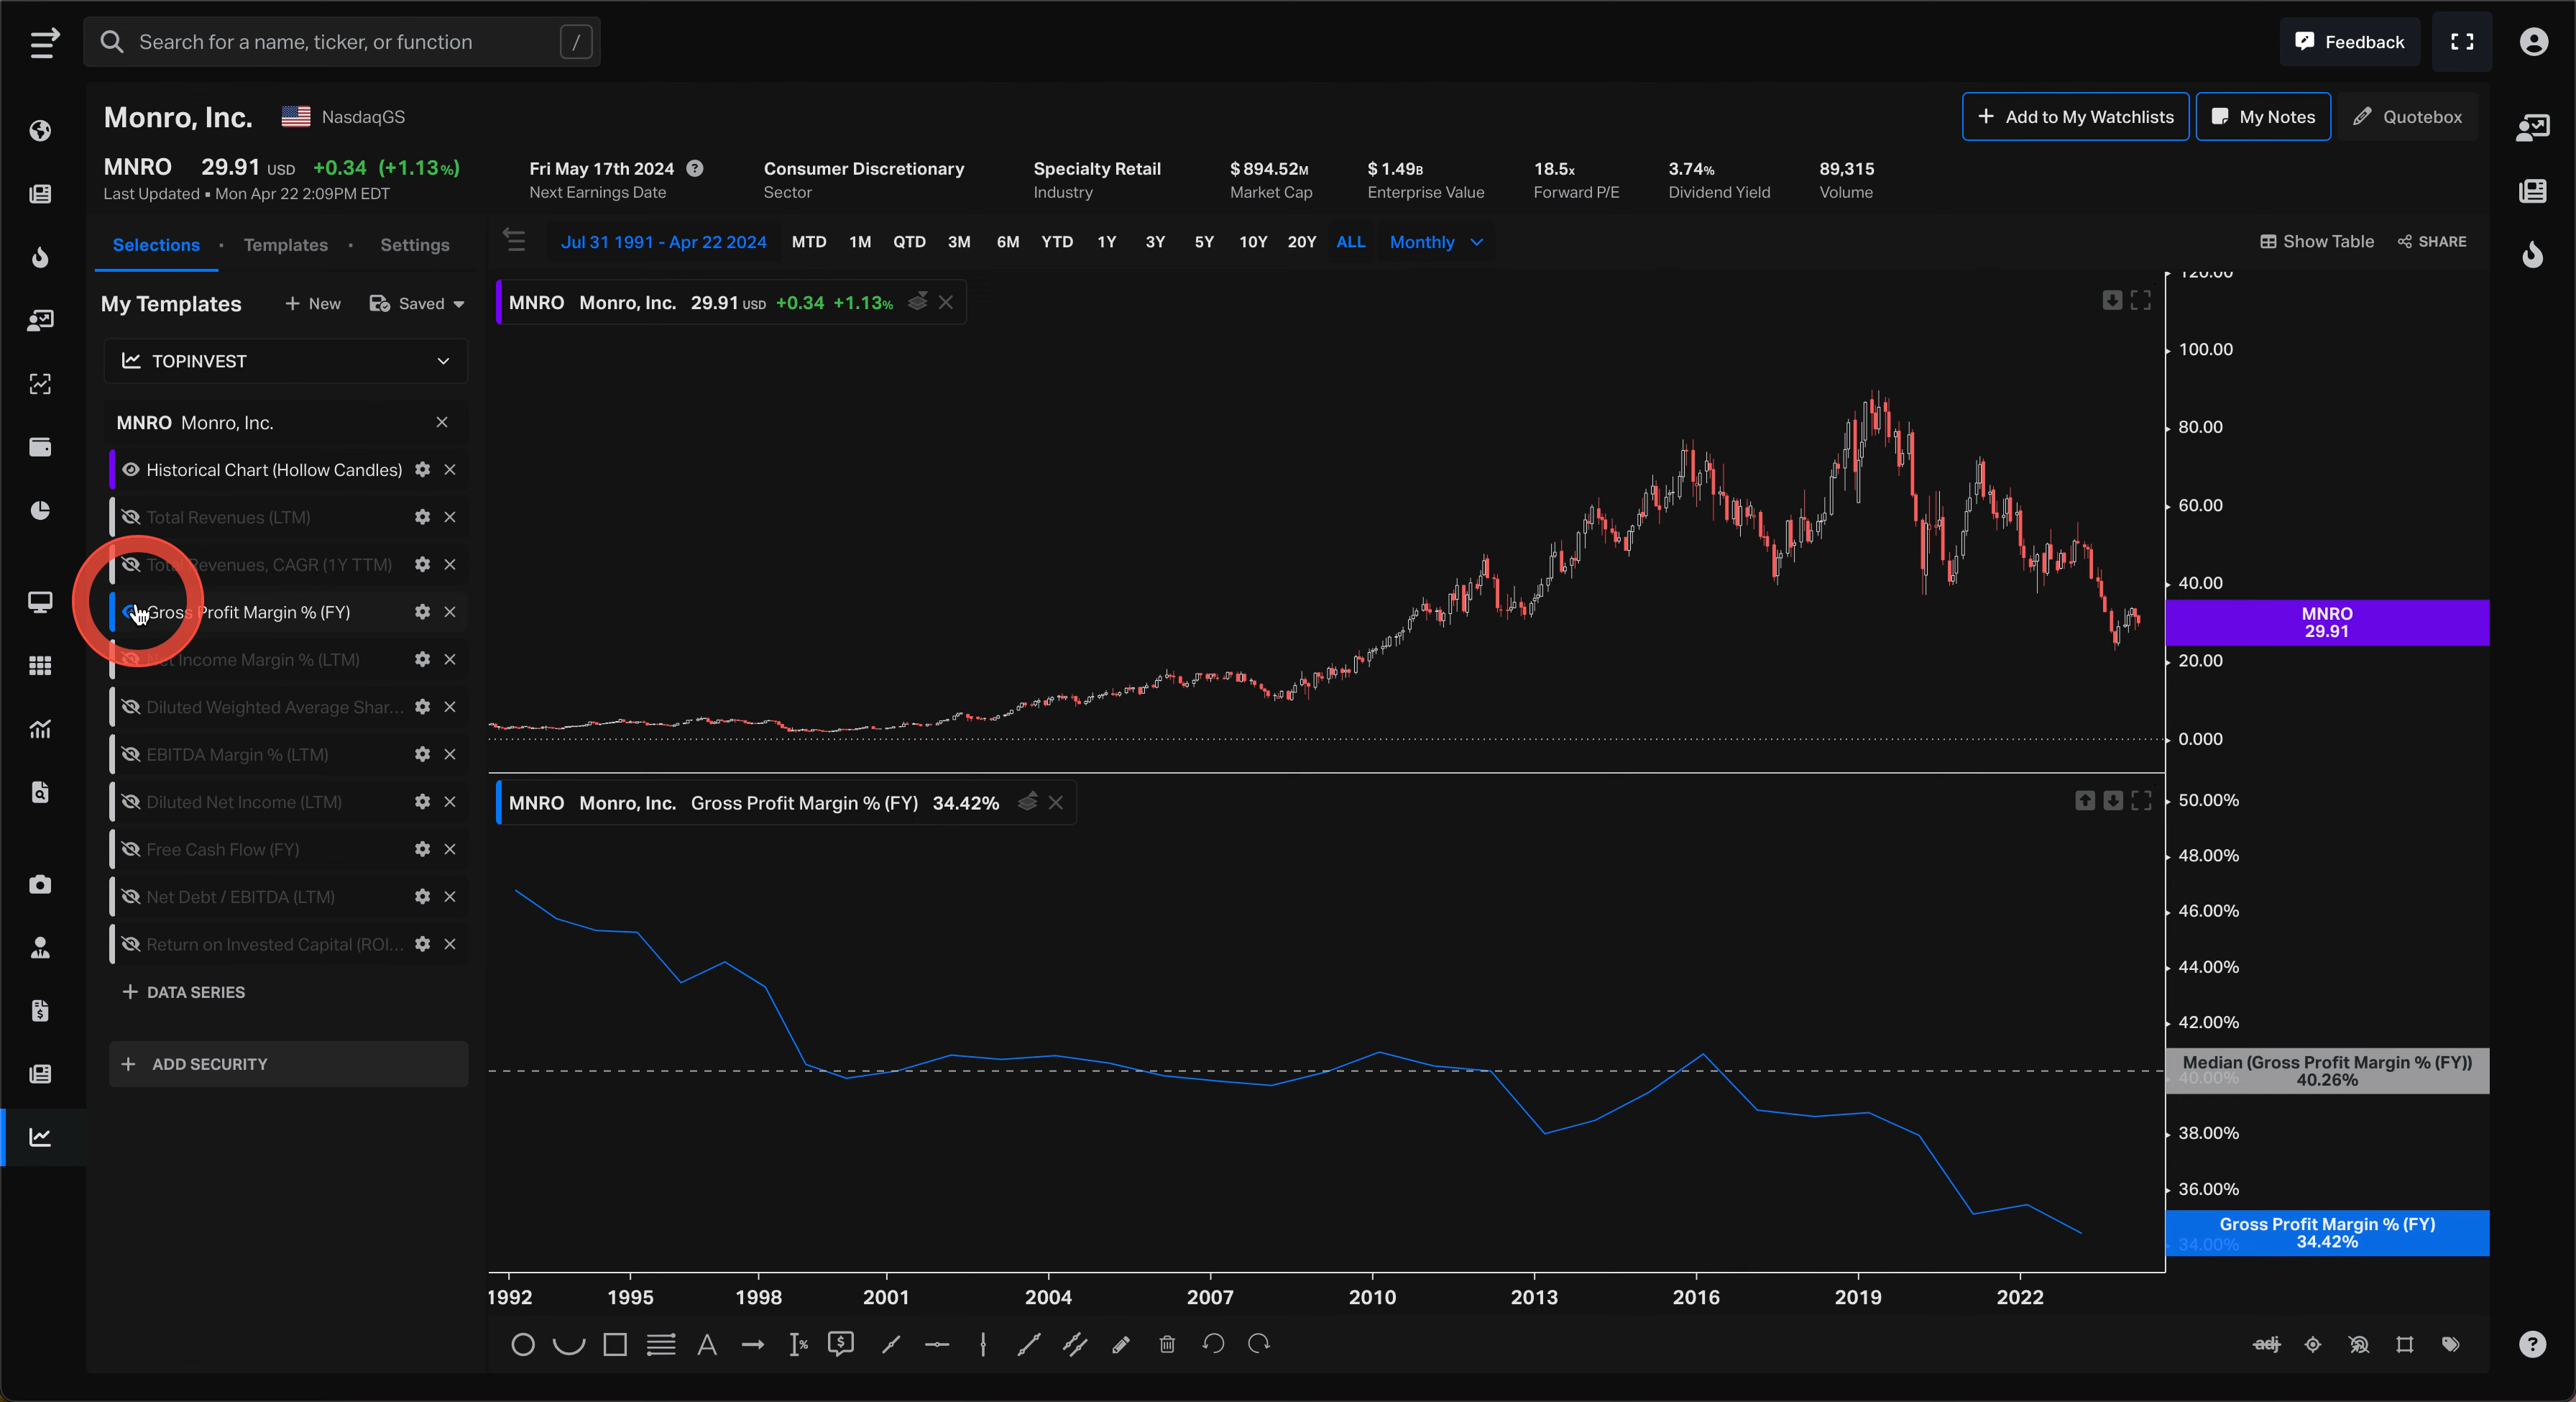 Search for a name, ticker, or function /
Feedback
Monro, Inc. NasdaqGS
Add to My Watchlists
My Notes
Quotebox
MNRO 29.91 USD +0.34 (+1.13%)
Last Updated • Mon Apr 22 2:09PM EDT
Fri May 17th 2024 ?
Next Earnings Date
Consumer Discretionary
Sector
Specialty Retail
Industry
$894.52M
Market Cap
$1.49B
Enterprise Value
18.5x
Forward P/E
3.74%
Dividend Yield
89,315
Volume
Selections • Templates • Settings
Jul 31 1991 - Apr 22 2024 MTD 1M QTD 3M 6M YTD 1Y 3Y 5Y 10Y 20Y ALL Monthly
Show Table SHARE
My Templates + New Saved
TOPINVEST
MNRO Monro, Inc.
Historical Chart (Hollow Candles)
Total Revenues (LTM)
Total Revenues, CAGR (1Y TTM)
Gross Profit Margin % (FY)
Net Income Margin % (LTM)
Diluted Weighted Average Shar...
EBITDA Margin % (LTM)
Diluted Net Income (LTM)
Free Cash Flow (FY)
Net Debt / EBITDA (LTM)
Return on Invested Capital (ROI...
+ DATA SERIES
+ ADD SECURITY
MNRO Monro, Inc. 29.91 USD +0.34 +1.13%
120.00
100.00
80.00
60.00
40.00
MNRO
29.91
20.00
0.000
MNRO Monro, Inc. Gross Profit Margin % (FY) 34.42%
50.00%
48.00%
46.00%
44.00%
42.00%
Median (Gross Profit Margin % (FY))
40.00%
40.26%
38.00%
36.00%
Gross Profit Margin % (FY)
34.42%
34.00%
1992 1995 1998 2001 2004 2007 2010 2013 2016 2019 2022
A
%
$
adj
?